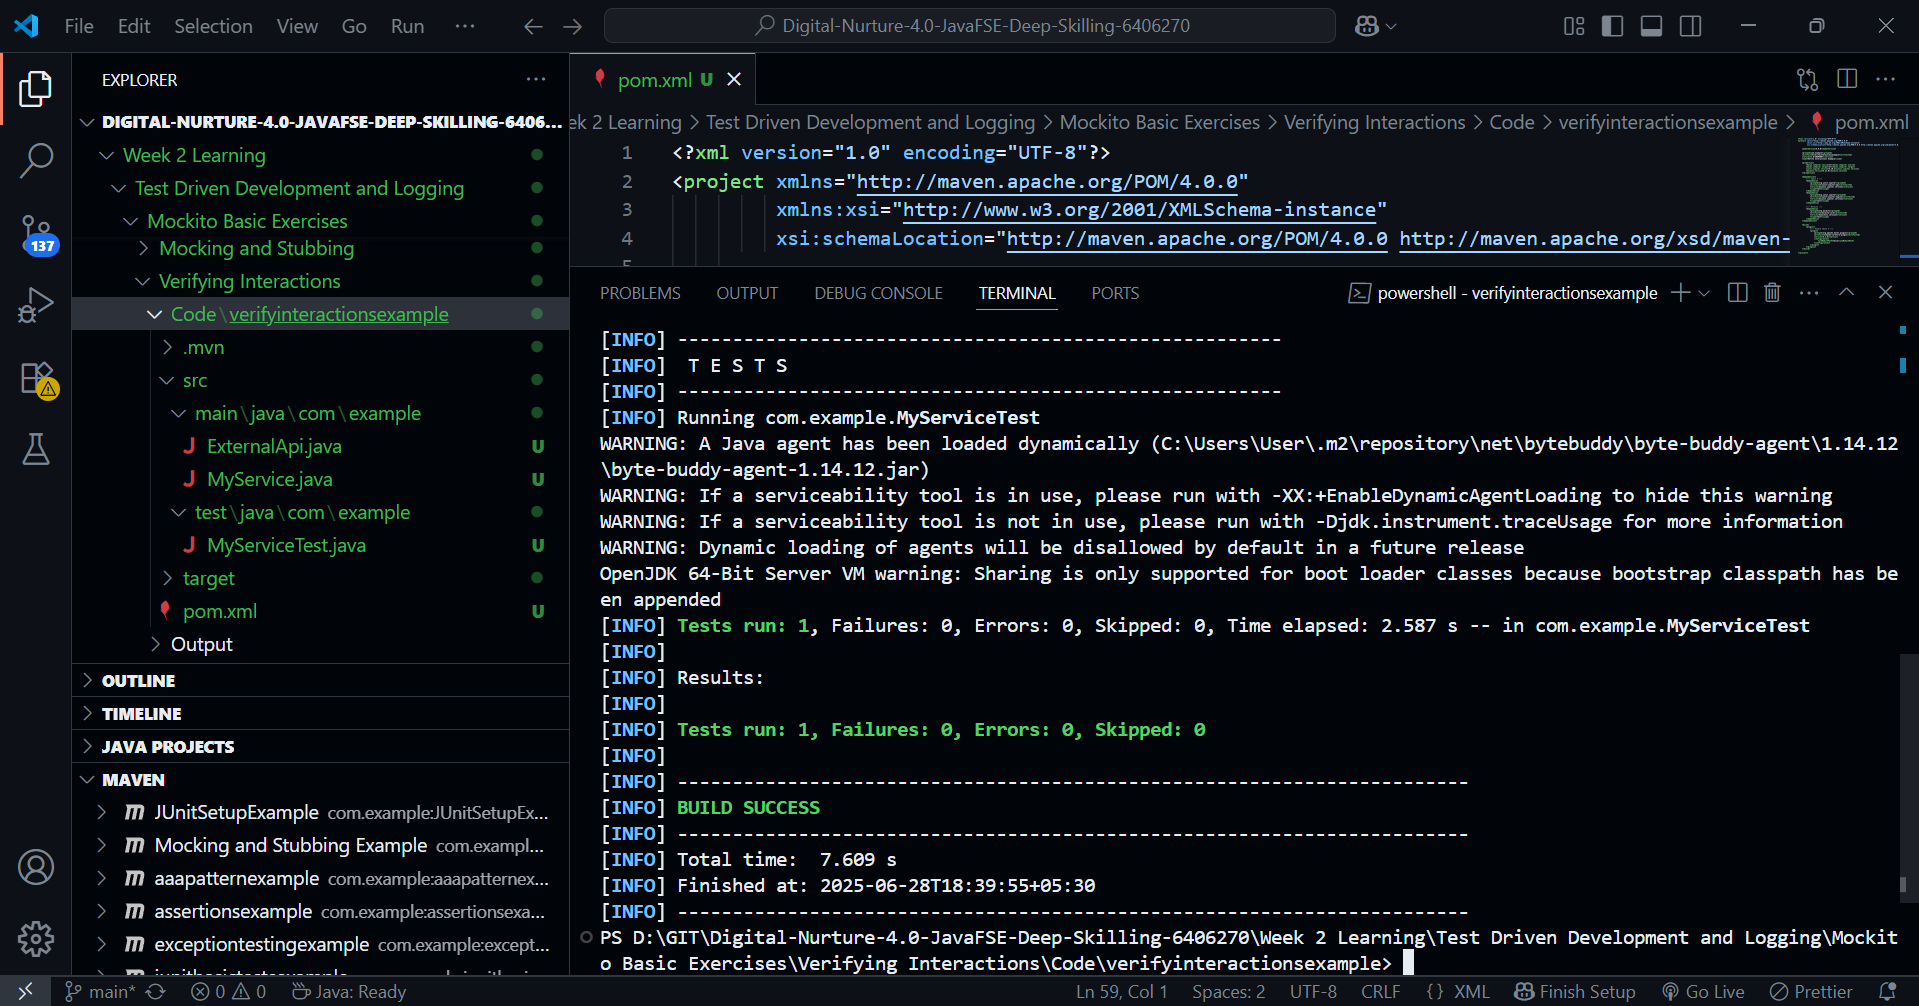 File Edit Selection View Go Run ··· Digital-Nurture-4.0-JavaFSE-Deep-Skilling-6406270
EXPLORER ···
DIGITAL-NURTURE-4.0-JAVAFSE-DEEP-SKILLING-6406...
Week 2 Learning
Test Driven Development and Logging
Mockito Basic Exercises
Mocking and Stubbing
Verifying Interactions
Code\verifyinteractionsexample
.mvn
src
main\java\com\example
ExternalApi.java U
MyService.java U
test\java\com\example
MyServiceTest.java U
target
pom.xml U
Output
OUTLINE
TIMELINE
JAVA PROJECTS
MAVEN
JUnitSetupExample com.example:JUnitSetupEx...
Mocking and Stubbing Example com.exampl...
aaapatternexample com.example:aaapatternex...
assertionsexample com.example:assertionsexa...
exceptiontestingexample com.example:except...
137
pom.xml U
ek 2 Learning > Test Driven Development and Logging > Mockito Basic Exercises > Verifying Interactions > Code > verifyinteractionsexample > pom.xml
1 <?xml version="1.0" encoding="UTF-8"?>
2 <project xmlns="http://maven.apache.org/POM/4.0.0"
3 xmlns:xsi="http://www.w3.org/2001/XMLSchema-instance"
4 xsi:schemaLocation="http://maven.apache.org/POM/4.0.0 http://maven.apache.org/xsd/maven-
5
PROBLEMS OUTPUT DEBUG CONSOLE TERMINAL PORTS powershell - verifyinteractionsexample
[INFO] -------------------------------------------------------
[INFO]  T E S T S
[INFO] -------------------------------------------------------
[INFO] Running com.example.MyServiceTest
WARNING: A Java agent has been loaded dynamically (C:\Users\User\.m2\repository\net\bytebuddy\byte-buddy-agent\1.14.12
\byte-buddy-agent-1.14.12.jar)
WARNING: If a serviceability tool is in use, please run with -XX:+EnableDynamicAgentLoading to hide this warning
WARNING: If a serviceability tool is not in use, please run with -Djdk.instrument.traceUsage for more information
WARNING: Dynamic loading of agents will be disallowed by default in a future release
OpenJDK 64-Bit Server VM warning: Sharing is only supported for boot loader classes because bootstrap classpath has be
en appended
[INFO] Tests run: 1, Failures: 0, Errors: 0, Skipped: 0, Time elapsed: 2.587 s -- in com.example.MyServiceTest
[INFO]
[INFO] Results:
[INFO]
[INFO] Tests run: 1, Failures: 0, Errors: 0, Skipped: 0
[INFO]
[INFO] ------------------------------------------------------------------------
[INFO] BUILD SUCCESS
[INFO] ------------------------------------------------------------------------
[INFO] Total time:  7.609 s
[INFO] Finished at: 2025-06-28T18:39:55+05:30
[INFO] ------------------------------------------------------------------------
PS D:\GIT\Digital-Nurture-4.0-JavaFSE-Deep-Skilling-6406270\Week 2 Learning\Test Driven Development and Logging\Mockit
o Basic Exercises\Verifying Interactions\Code\verifyinteractionsexample>
main* 0 0 Java: Ready Ln 59, Col 1 Spaces: 2 UTF-8 CRLF {} XML Finish Setup Go Live Prettier